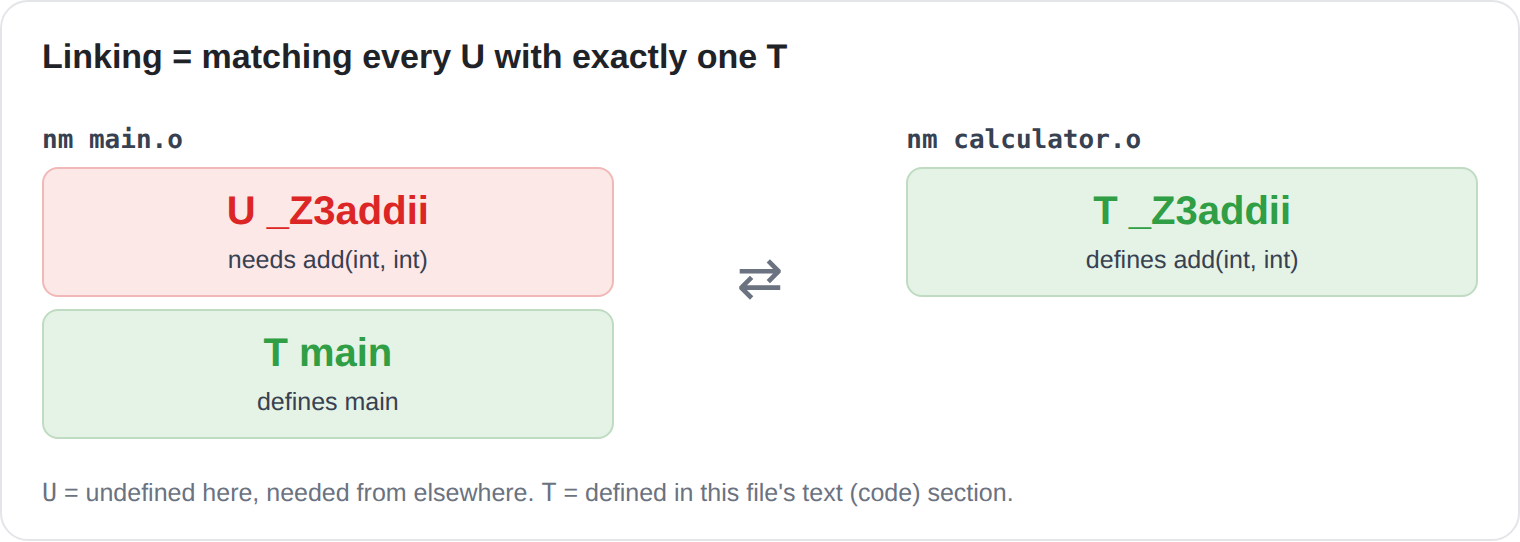 Linking = matching every U with exactly one T
nm main.o
U _Z3addii
needs add(int, int)
T main
defines main
nm calculator.o
T _Z3addii
defines add(int, int)
U = undefined here, needed from elsewhere. T = defined in this file's text (code) section.